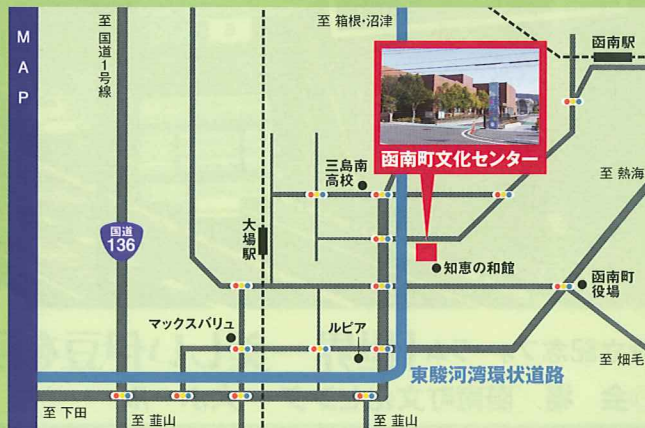 MAP
至 国道1号線
至 箱根・沼津
函南駅
函南町文化センター
三島南
高校
至 熱海
国道
136
大場駅
知恵の和館
函南町
役場
マックスバリュ
ルピア
東駿河湾環状道路
至 畑毛
至 下田
至 韮山
至 韮山